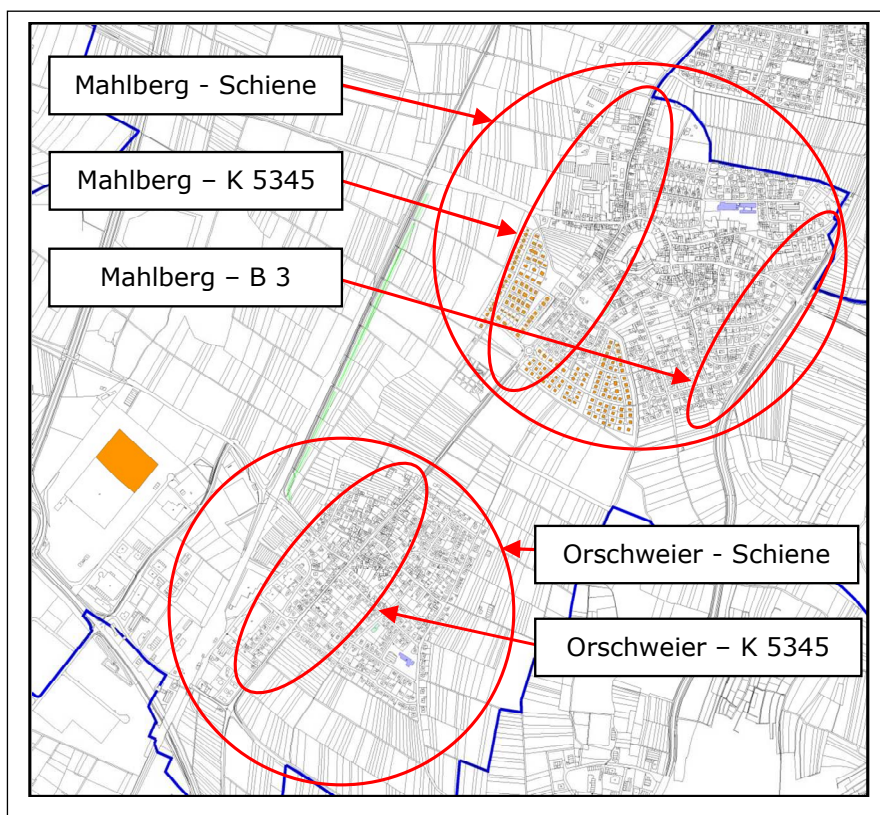 Mahlberg - Schiene
Mahlberg – K 5345
Mahlberg – B 3
Orschweier - Schiene
Orschweier – K 5345